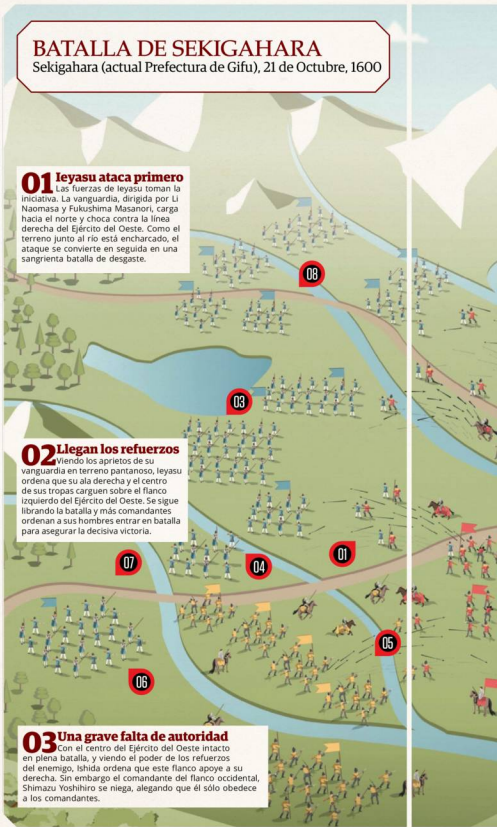 BATALLA DE SEKIGAHARA
Sekigahara (actual Prefectura de Gifu), 21 de Octubre, 1600
01 Ieyasu ataca primero
Las fuerzas de Ieyasu toman la
iniciativa. La vanguardia, dirigida por Li
Naomasa y Fukushima Masanori, carga
hacia el norte y choca contra la línea
derecha del Ejército del Oeste. Como el
terreno junto al río está encharcado, el
ataque se convierte en seguida en una
sangrienta batalla de desgaste.
08
03
02 Llegan los refuerzos
Viendo los aprietos de su
vanguardia en terreno pantanoso, Ieyasu
ordena que su ala derecha y el centro
de sus tropas carguen sobre el flanco
izquierdo del Ejército del Oeste. Se sigue
librando la batalla y más comandantes
ordenan a sus hombres entrar en batalla
para asegurar la decisiva victoria.
01
07
04
05
06
03 Una grave falta de autoridad
Con el centro del Ejército del Oeste intacto
en plena batalla, y viendo el poder de los refuerzos
del enemigo, Ishida ordena que este flanco apoye a su
derecha. Sin embargo el comandante del flanco occidental,
Shimazu Yoshihiro se niega, alegando que él sólo obedece
a los comandantes.